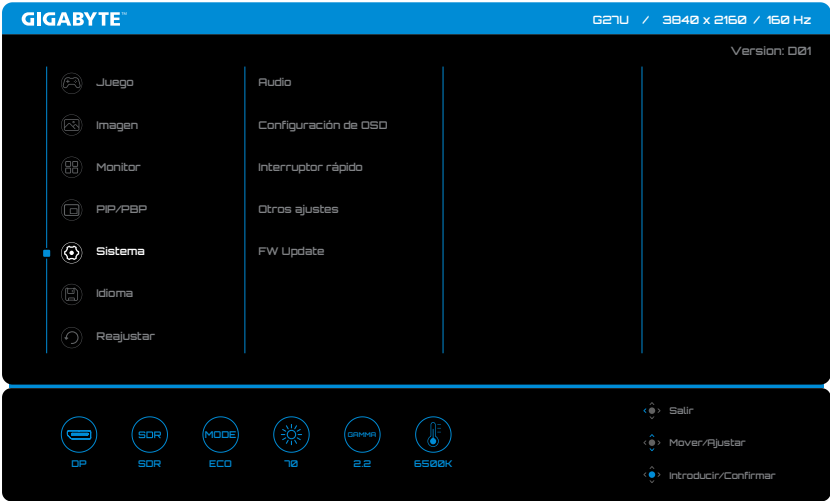 GIGABYTE™
G27U / 3840 x 2160 / 160 Hz
Version: D01
Juego
Imagen
Monitor
PIP/PBP
Sistema
Idioma
Reajustar
Audio
Configuración de OSD
Interruptor rápido
Otros ajustes
FW Update
SDR
MODE
GAMMA
DP
SDR
ECO
70
2.2
6500K
Salir
Mover/Ajustar
Introducir/Confirmar